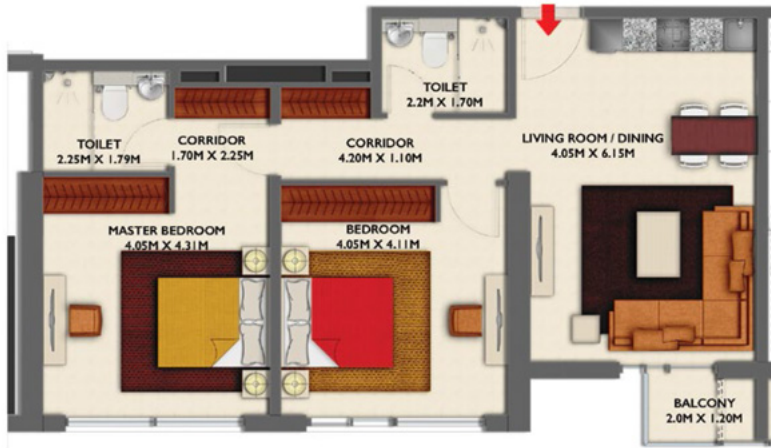 TOILET
2.2M X 1.70M
TOILET
2.25M X 1.79M
CORRIDOR
1.70M X 2.25M
CORRIDOR
4.20M X 1.10M
LIVING ROOM / DINING
4.05M X 6.15M
MASTER BEDROOM
4.05M X 4.31M
BEDROOM
4.05M X 4.11M
BALCONY
2.0M X 1.20M